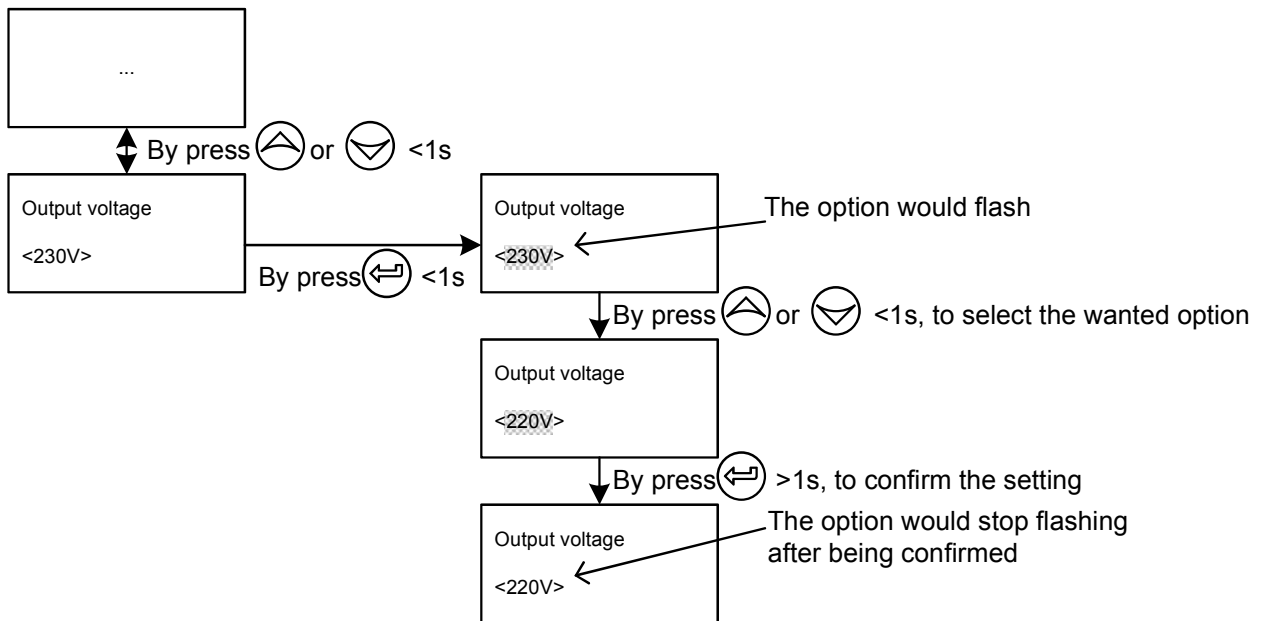 ...
By press or <1s
Output voltage
<230V>
By press <1s
Output voltage
<230V>
The option would flash
By press or <1s, to select the wanted option
Output voltage
<220V>
By press >1s, to confirm the setting
Output voltage
<220V>
The option would stop flashing
after being confirmed